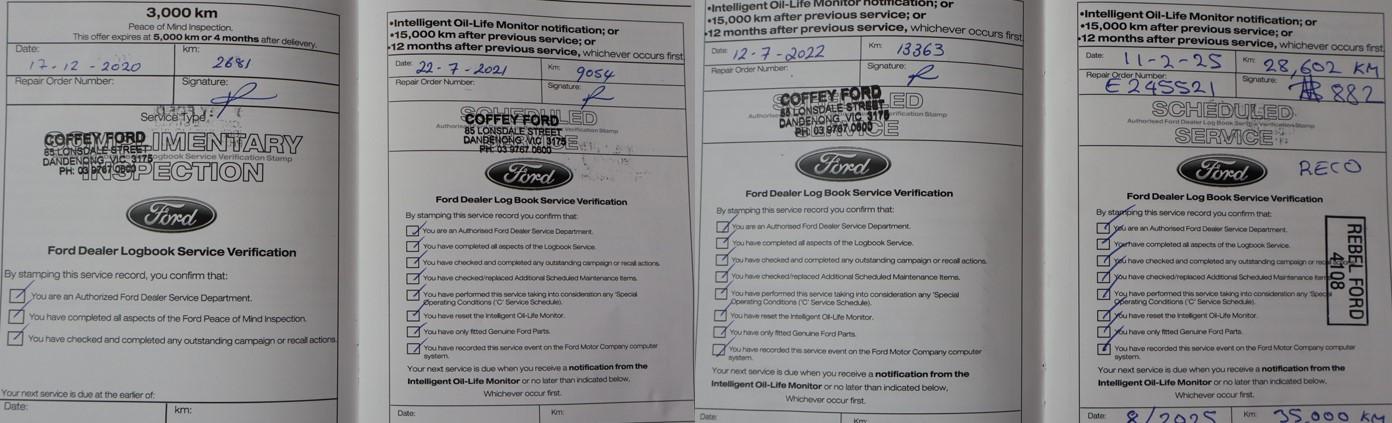 3,000 km
Peace of Mind Inspection.
This offer expires at 5,000 km or 4 months after delivery.
Date: km:
17-12-2020 2681
Repair Order Number: Signature:
Service Type:
COMPLIMENTARY
Logbook Service Verification Stamp
INSPECTION
COFFEY FORD
85 LONSDALE STREET
DANDENONG, VIC 3175
PH: 03 9767 0600
Ford
Ford Dealer Logbook Service Verification
By stamping this service record, you confirm that:
You are an Authorized Ford Dealer Service Department.
You have completed all aspects of the Ford Peace of Mind Inspection.
You have checked and completed any outstanding campaign or recall actions.
Your next service is due at the earlier of:
Date: km:
•Intelligent Oil-Life Monitor notification; or
•15,000 km after previous service; or
•12 months after previous service, whichever occurs first
Date: 22-7-2021 Km: 9054
Repair Order Number: Signature:
SCHEDULED
SERVICE
COFFEY FORD
85 LONSDALE STREET
DANDENONG, VIC 3175
PH: 03 9767 0600
Ford
Ford Dealer Log Book Service Verification
By stamping this service record you confirm that:
You are an Authorised Ford Dealer Service Department.
You have completed all aspects of the Logbook Service.
You have checked and completed any outstanding campaign or recall actions.
You have checked/replaced Additional Scheduled Maintenance Items.
You have performed this service taking into consideration any 'Special
Operating Conditions ('C' Service Schedule).
You have reset the Intelligent Oil-Life Monitor.
You have only fitted Genuine Ford Parts.
You have recorded this service event on the Ford Motor Company computer
system.
Your next service is due when you receive a notification from the
Intelligent Oil-Life Monitor or no later than indicated below,
Whichever occur first.
Date: Km:
•Intelligent Oil-Life Monitor notification; or
•15,000 km after previous service; or
•12 months after previous service, whichever occurs first
Date: 12-7-2022 Km: 13363
Repair Order Number: Signature:
SCHEDULED
SERVICE
COFFEY FORD
85 LONSDALE STREET
DANDENONG, VIC 3175
PH: 03 9767 0600
Ford
Ford Dealer Log Book Service Verification
By stamping this service record you confirm that:
You are an Authorised Ford Dealer Service Department.
You have completed all aspects of the Logbook Service.
You have checked and completed any outstanding campaign or recall actions.
You have checked/replaced Additional Scheduled Maintenance Items.
You have performed this service taking into consideration any 'Special
Operating Conditions ('C' Service Schedule).
You have reset the Intelligent Oil-Life Monitor.
You have only fitted Genuine Ford Parts.
You have recorded this service event on the Ford Motor Company computer
system.
Your next service is due when you receive a notification from the
Intelligent Oil-Life Monitor or no later than indicated below,
Whichever occur first.
Date: Km:
•Intelligent Oil-Life Monitor notification; or
•15,000 km after previous service; or
•12 months after previous service, whichever occurs first
Date: 11-2-25 Km: 28,602 KM
Repair Order Number: Signature:
E245521 882
SCHEDULED
Authorised Ford Dealer Log Book Service Verification Stamp
SERVICE
Ford RECO
Ford Dealer Log Book Service Verification
By stamping this service record you confirm that:
You are an Authorised Ford Dealer Service Department.
You have completed all aspects of the Logbook Service.
You have checked and completed any outstanding campaign or
You have checked/replaced Additional Scheduled Maintenance
You have performed this service taking into consideration any 'Special
Operating Conditions ('C' Service Schedule).
You have reset the Intelligent Oil-Life Monitor.
You have only fitted Genuine Ford Parts.
You have recorded this service event on the Ford Motor Company computer
system.
REBEL FORD
4108
Your next service is due when you receive a notification from the
Intelligent Oil-Life Monitor or no later than indicated below,
Whichever occur first.
Date: 8/2025 Km: 35,000 KM